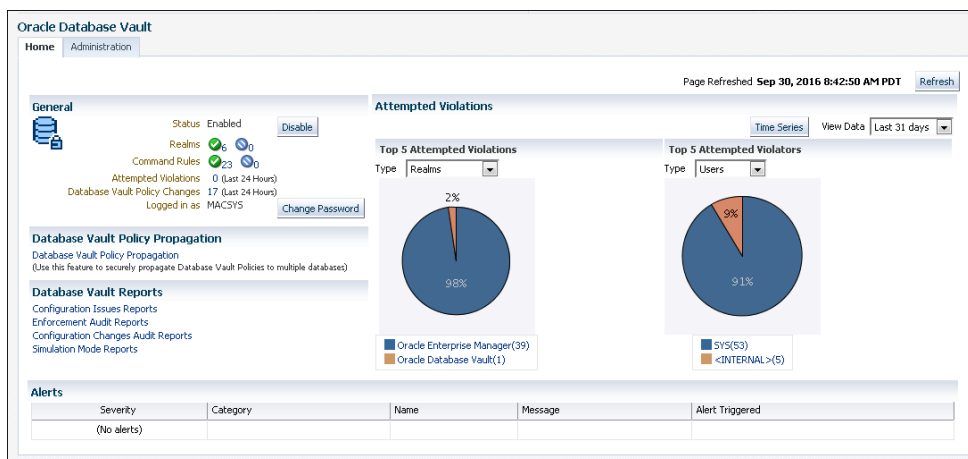 Oracle Database Vault
Home Administration
Page Refreshed Sep 30, 2016 8:42:50 AM PDT Refresh
General
Status Enabled Disable
Realms 6 0
Command Rules 23 0
Attempted Violations 0 (Last 24 Hours)
Database Vault Policy Changes 17 (Last 24 Hours)
Logged in as MACSYS Change Password
Database Vault Policy Propagation
Database Vault Policy Propagation
(Use this feature to securely propagate Database Vault Policies to multiple databases)
Database Vault Reports
Configuration Issues Reports
Enforcement Audit Reports
Configuration Changes Audit Reports
Simulation Mode Reports
Attempted Violations
Time Series View Data Last 31 days
Top 5 Attempted Violations
Type Realms
2%
98%
Oracle Enterprise Manager(39)
Oracle Database Vault(1)
Top 5 Attempted Violators
Type Users
9%
91%
SYS(53)
<INTERNAL>(5)
Alerts
Severity Category Name Message Alert Triggered
(No alerts)